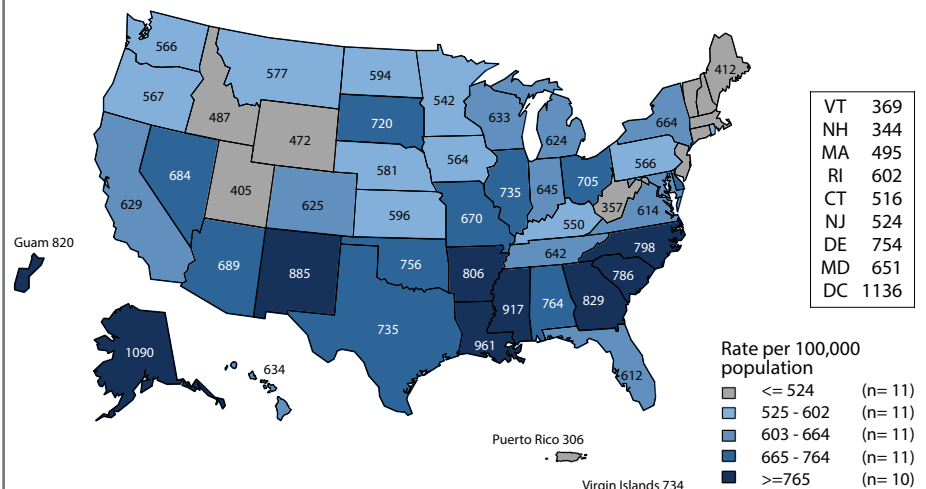 566
577
594
542
412
567
487
472
720
633
624
664
684
405
581
564
566
629
625
596
670
735
645
705
357
614
550
642
798
689
885
756
806
786
735
917
764
829
961
612
Guam 820
1090
634
Puerto Rico 306
Virgin Islands 734
VT 369
NH 344
MA 495
RI 602
CT 516
NJ 524
DE 754
MD 651
DC 1136
Rate per 100,000
population
<= 524 (n= 11)
525 - 602 (n= 11)
603 - 664 (n= 11)
665 - 764 (n= 11)
>=765 (n= 10)